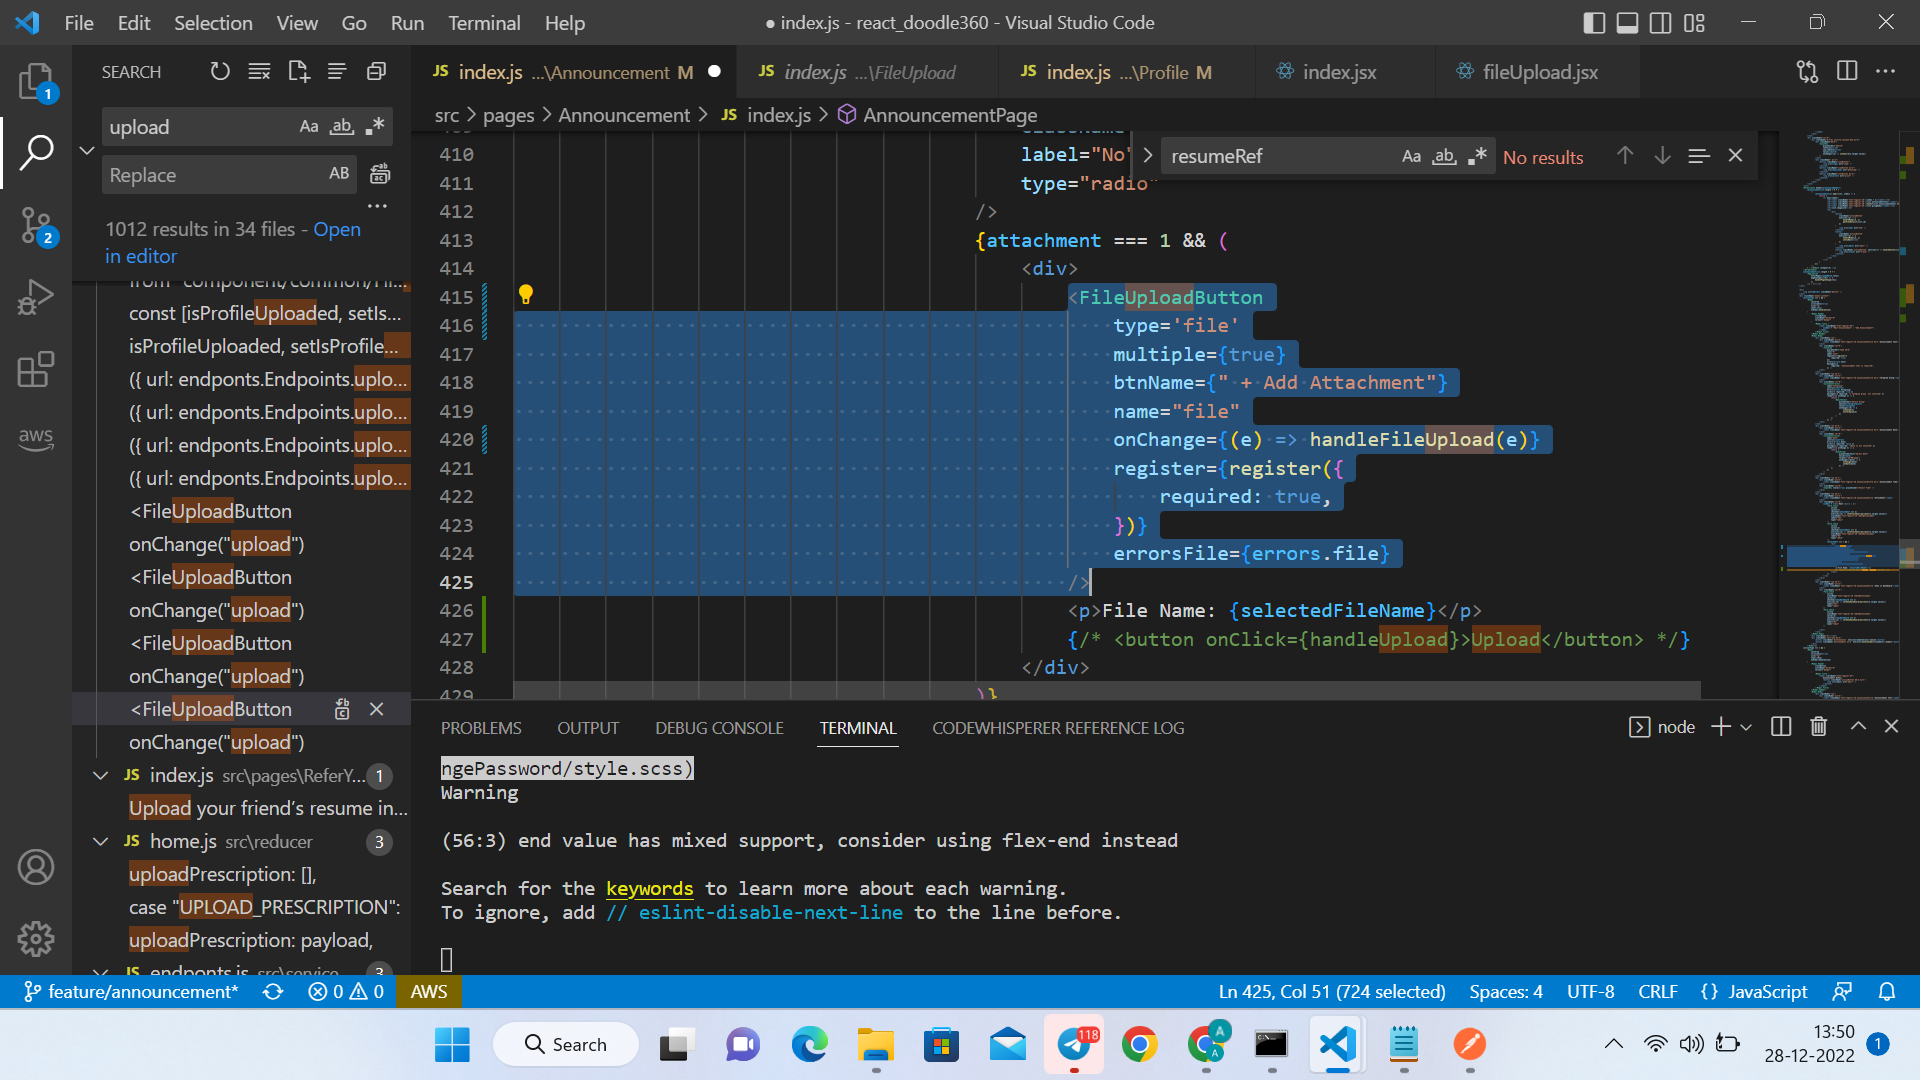 File Edit Selection View Go Run Terminal Help
● index.js - react_doodle360 - Visual Studio Code
SEARCH
JS index.js ...\Announcement M
JS index.js ...\FileUpload
JS index.js ...\Profile M
index.jsx
fileUpload.jsx
src > pages > Announcement > JS index.js > AnnouncementPage
1
2
upload
Aa ab .*
Replace
AB
1012 results in 34 files - Open
in editor
const [isProfileUploaded, setIs...
isProfileUploaded, setIsProfile...
({ url: endponts.Endpoints.uplo...
({ url: endponts.Endpoints.uplo...
({ url: endponts.Endpoints.uplo...
({ url: endponts.Endpoints.uplo...
<FileUploadButton
onChange("upload")
<FileUploadButton
onChange("upload")
<FileUploadButton
onChange("upload")
<FileUploadButton
onChange("upload")
JS index.js src\pages\ReferY... 1
Upload your friend's resume in...
JS home.js src\reducer 3
uploadPrescription: [],
case "UPLOAD_PRESCRIPTION":
uploadPrescription: payload,
JS endponts.js src\service 3
aws
resumeRef
Aa ab .*
No results
410 label="No"
411 type="radio"
412 />
413 {attachment === 1 && (
414 <div>
415 <FileUploadButton
416 type='file'
417 multiple={true}
418 btnName={" + Add Attachment"}
419 name="file"
420 onChange={(e) => handleFileUpload(e)}
421 register={register({
422 required: true,
423 })}
424 errorsFile={errors.file}
425 />
426 <p>File Name: {selectedFileName}</p>
427 {/* <button onClick={handleUpload}>Upload</button> */}
428 </div>
429 )}
PROBLEMS OUTPUT DEBUG CONSOLE TERMINAL CODEWHISPERER REFERENCE LOG
node
ngePassword/style.scss)
Warning
(56:3) end value has mixed support, consider using flex-end instead
Search for the keywords to learn more about each warning.
To ignore, add // eslint-disable-next-line to the line before.
feature/announcement* 0 0 AWS
Ln 425, Col 51 (724 selected) Spaces: 4 UTF-8 CRLF {} JavaScript
Search
118
A
A
13:50
28-12-2022
1